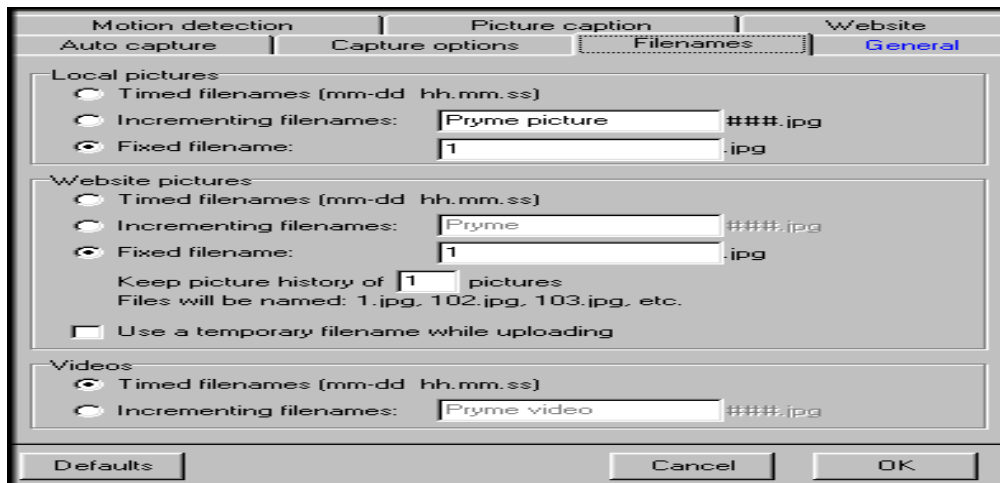 Motion detection Picture caption Website
Auto capture Capture options Filenames General
Local pictures
Timed filenames (mm-dd hh.mm.ss)
Incrementing filenames: Pryme picture ###.jpg
Fixed filename: 1 .jpg
Website pictures
Timed filenames (mm-dd hh.mm.ss)
Incrementing filenames: Pryme ###.jpg
Fixed filename: 1 .jpg
Keep picture history of 1 pictures
Files will be named: 1.jpg, 102.jpg, 103.jpg, etc.
Use a temporary filename while uploading
Videos
Timed filenames (mm-dd hh.mm.ss)
Incrementing filenames: Pryme video ###.jpg
Defaults Cancel OK